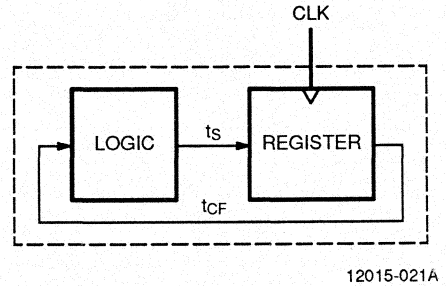 CLK
LOGIC
tS
REGISTER
tCF
12015-021A